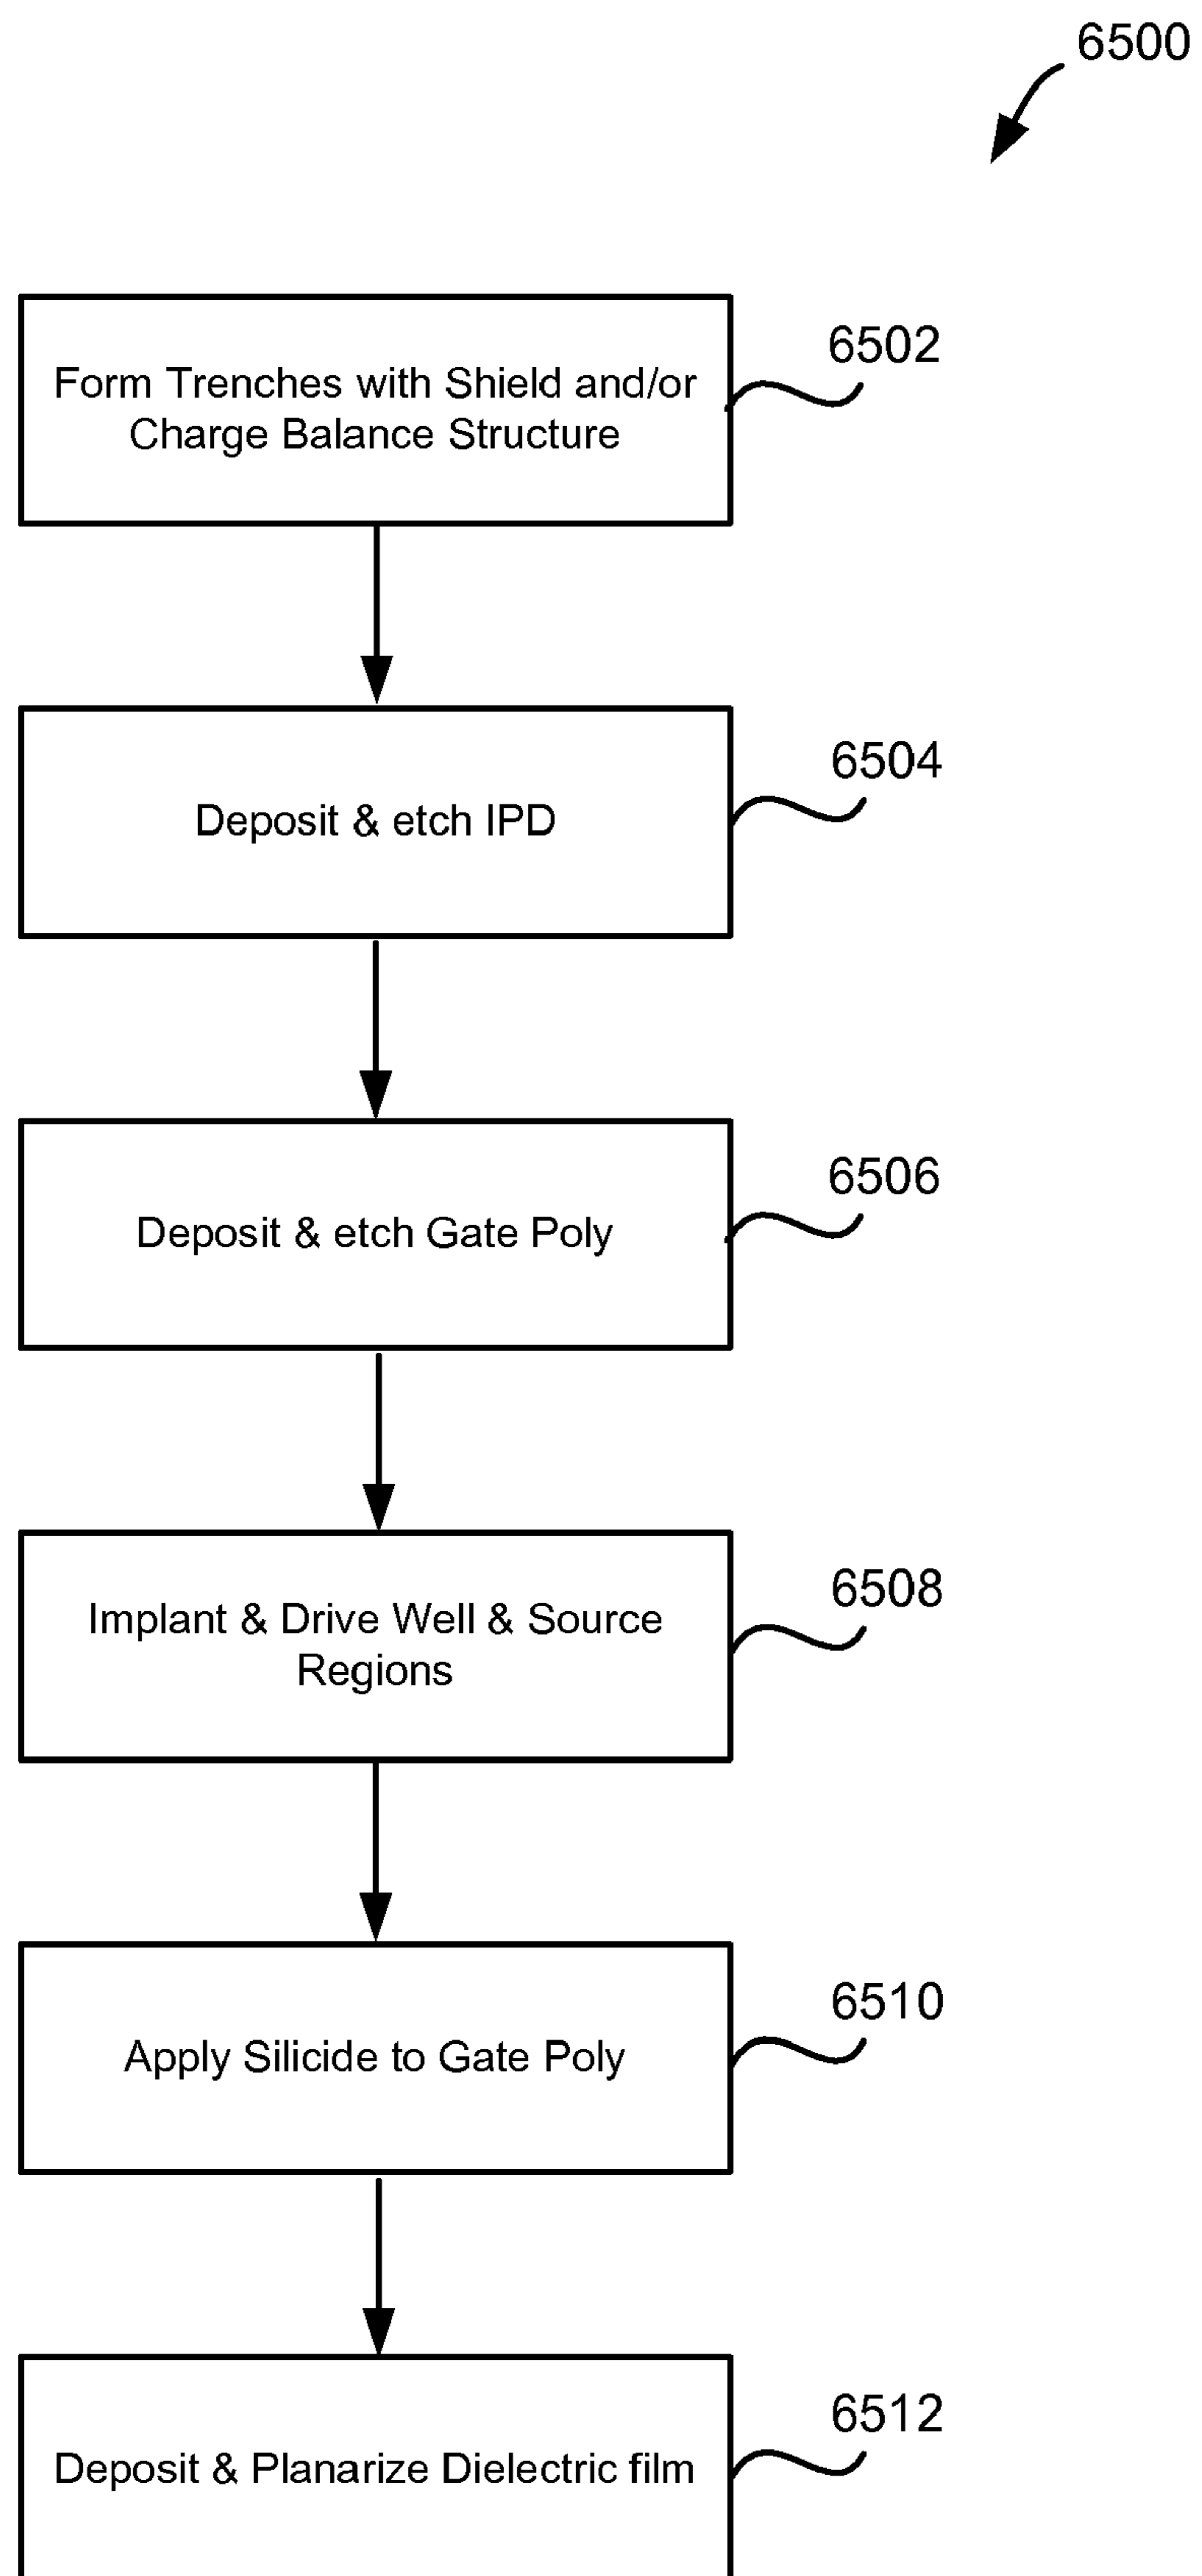 6500
6502
Form Trenches with Shield and/or
Charge Balance Structure
6504
Deposit & etch IPD
6506
Deposit & etch Gate Poly
6508
Implant & Drive Well & Source
Regions
6510
Apply Silicide to Gate Poly
6512
Deposit & Planarize Dielectric film